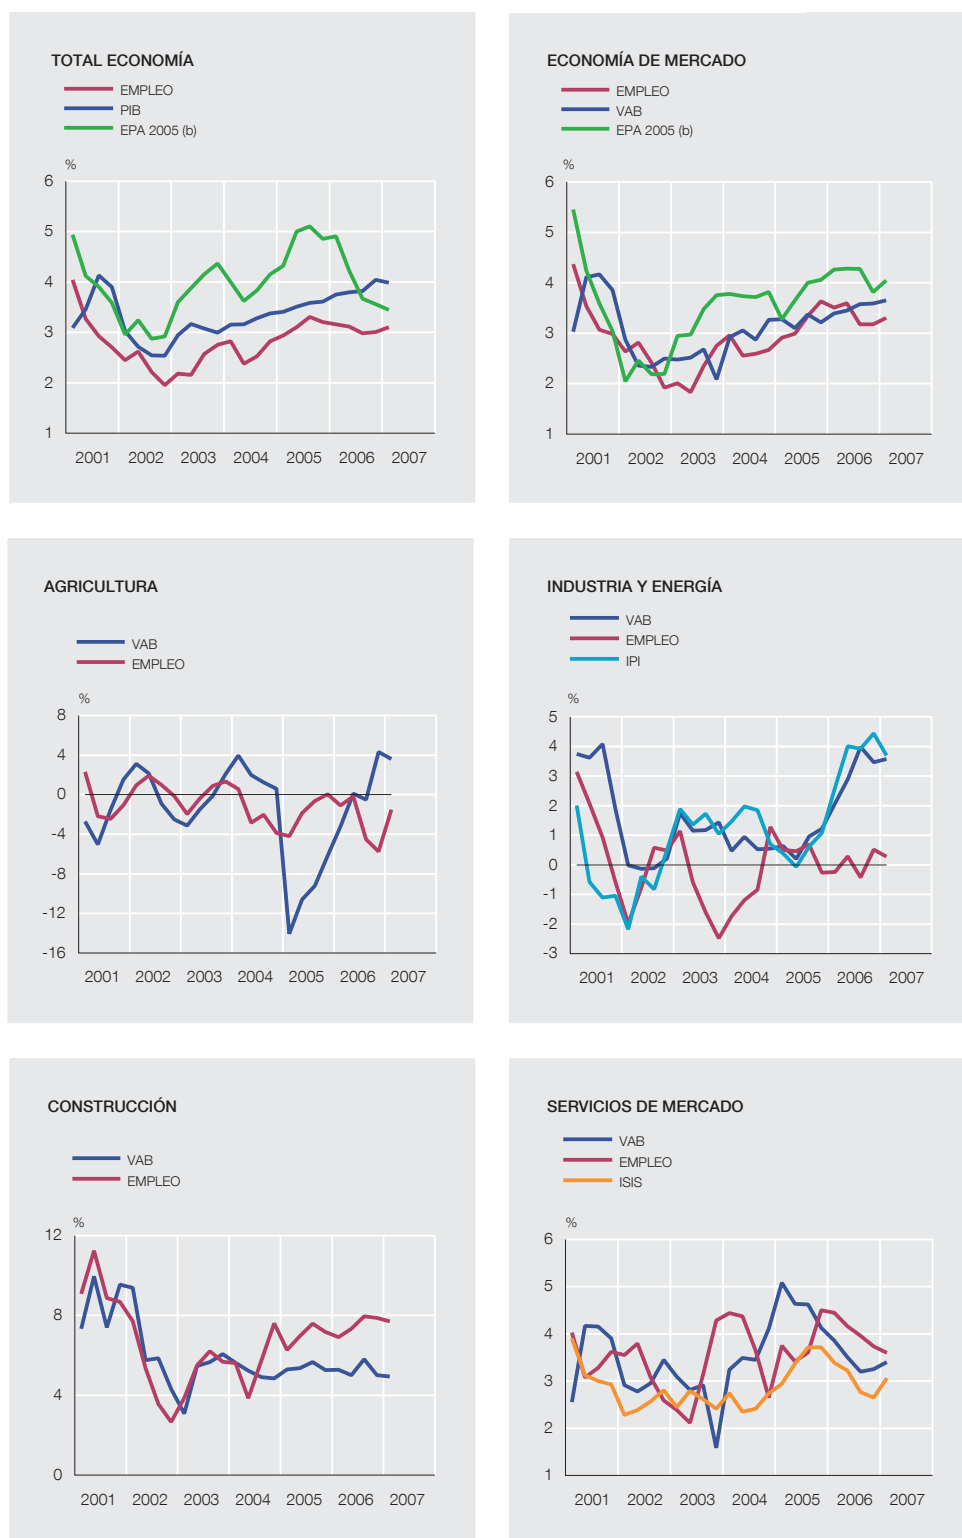 TOTAL ECONOMÍA
EMPLEO
PIB
EPA 2005 (b)
%
6
5
4
3
2
1
2001 2002 2003 2004 2005 2006 2007
ECONOMÍA DE MERCADO
EMPLEO
VAB
EPA 2005 (b)
%
6
5
4
3
2
1
2001 2002 2003 2004 2005 2006 2007
AGRICULTURA
VAB
EMPLEO
%
8
4
0
-4
-8
-12
-16
2001 2002 2003 2004 2005 2006 2007
INDUSTRIA Y ENERGÍA
VAB
EMPLEO
IPI
%
5
4
3
2
1
0
-1
-2
-3
2001 2002 2003 2004 2005 2006 2007
CONSTRUCCIÓN
VAB
EMPLEO
%
12
8
4
0
2001 2002 2003 2004 2005 2006 2007
SERVICIOS DE MERCADO
VAB
EMPLEO
ISIS
%
6
5
4
3
2
1
2001 2002 2003 2004 2005 2006 2007